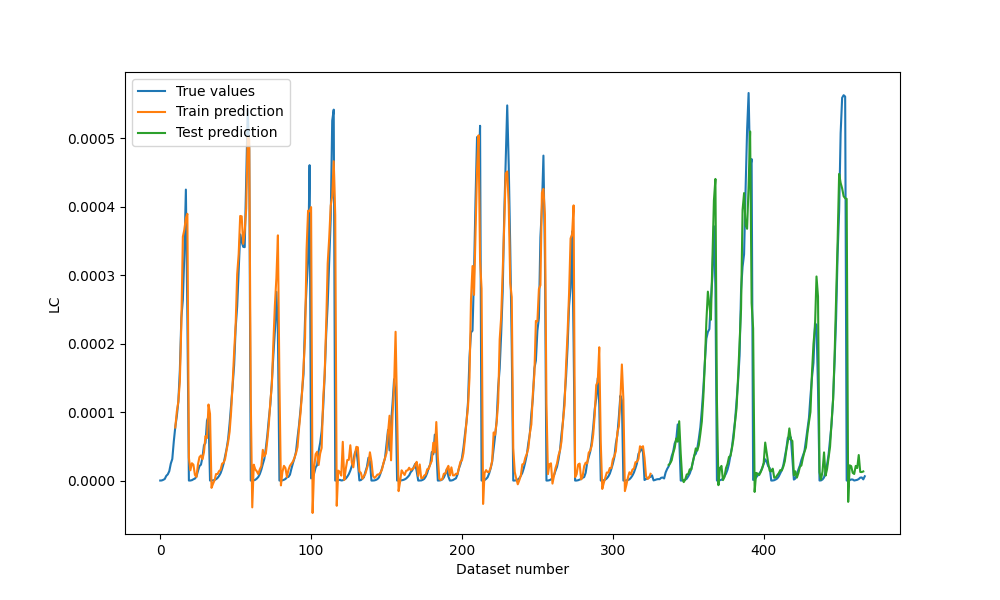 True values
Train prediction
Test prediction
0.0005
0.0004
0.0003
0.0002
0.0001
0.0000
LC
0 100 200 300 400
Dataset number